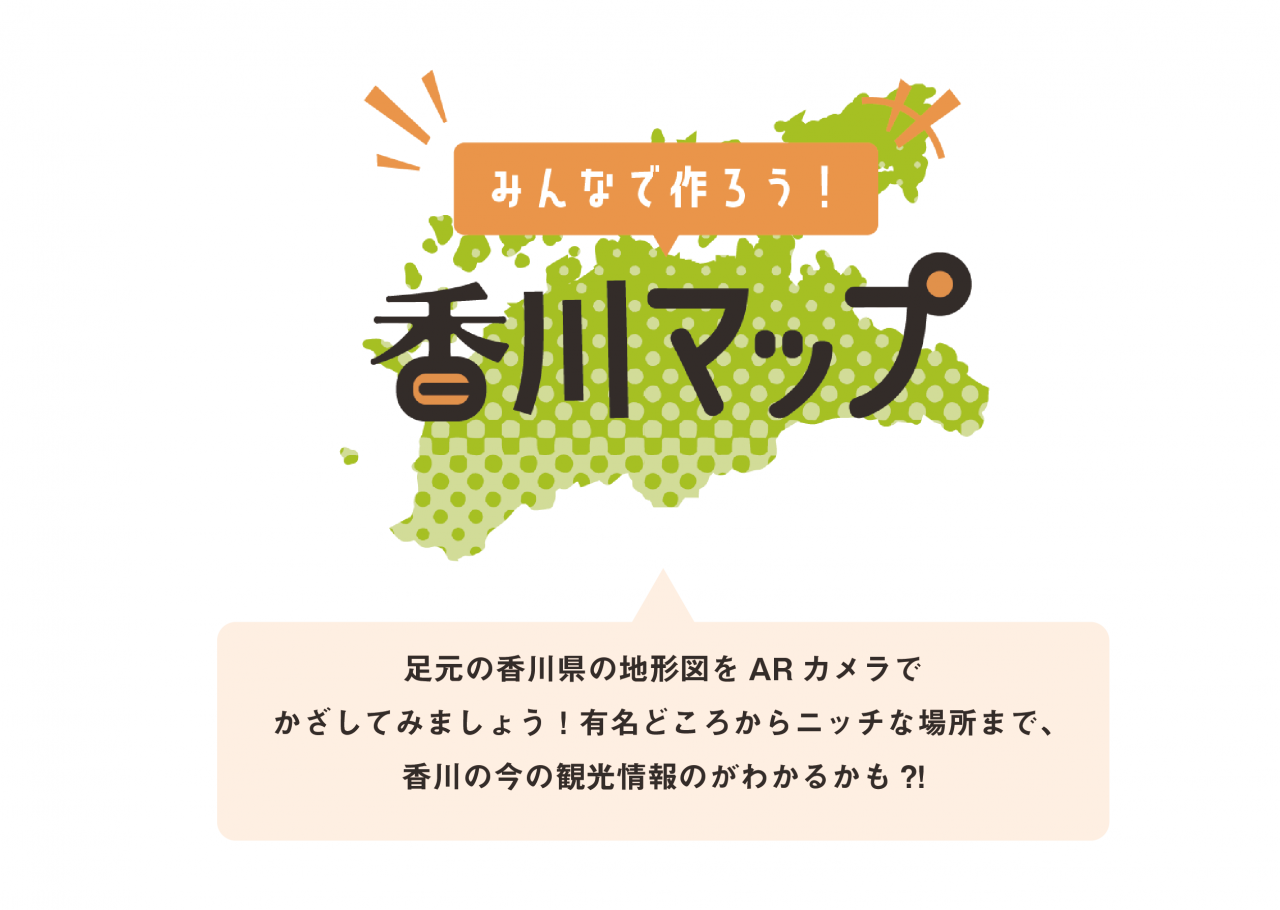 みんなで作ろう！
香川マップ
足元の香川県の地形図を AR カメラで
かざしてみましょう！有名どころからニッチな場所まで、
香川の今の観光情報のがわかるかも ?!